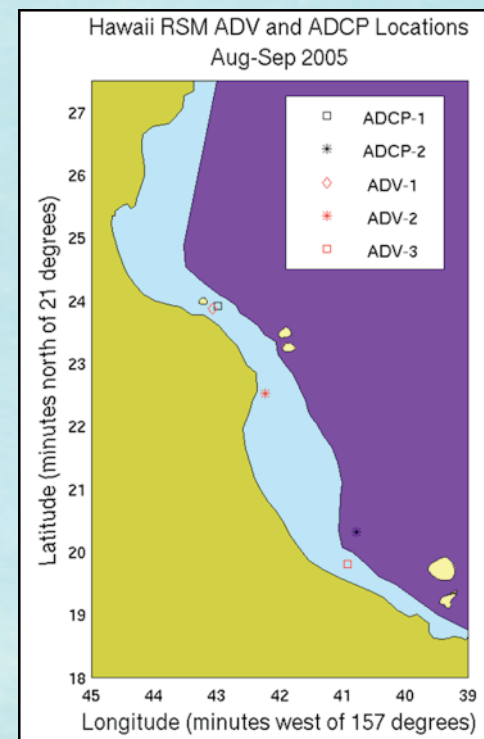 Hawaii RSM ADV and ADCP Locations
Aug-Sep 2005
ADCP-1
ADCP-2
ADV-1
ADV-2
ADV-3
27
26
25
24
23
22
21
20
19
18
Latitude (minutes north of 21 degrees)
45 44 43 42 41 40 39
Longitude (minutes west of 157 degrees)